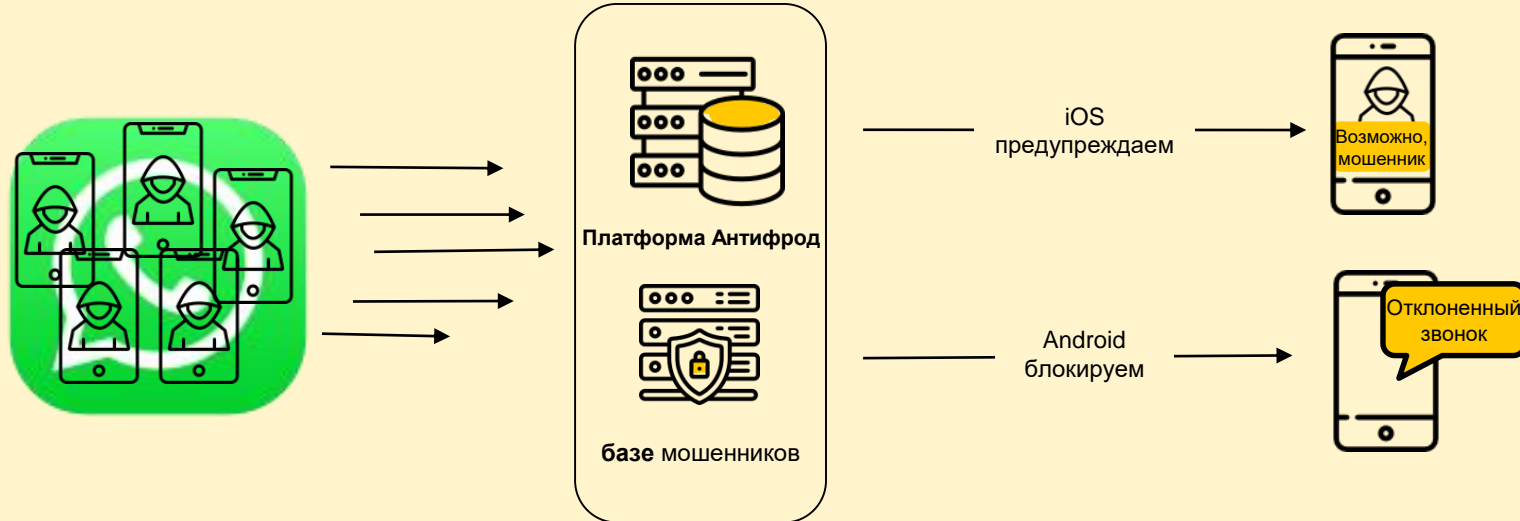 Платформа Антифрод
базе мошенников
iOS
предупреждаем
Возможно,
мошенник
Android
блокируем
Отклоненный
звонок